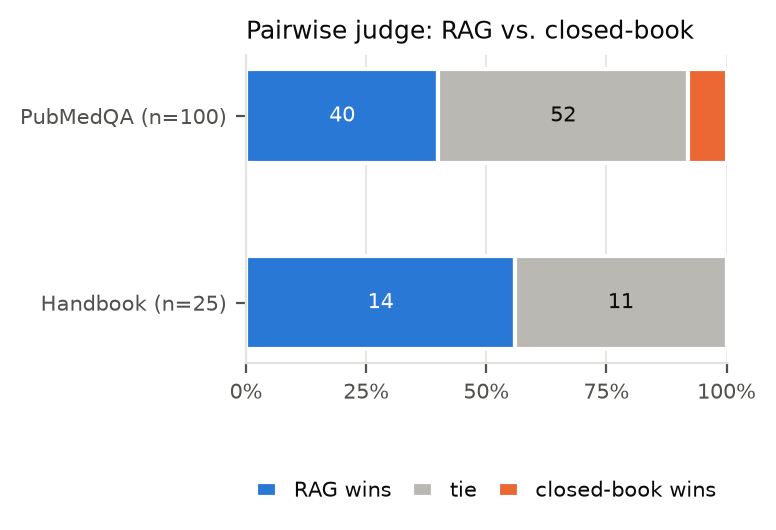 Pairwise judge: RAG vs. closed-book
PubMedQA (n=100)
40
52
Handbook (n=25)
14
11
0%
25%
50%
75%
100%
RAG wins
tie
closed-book wins